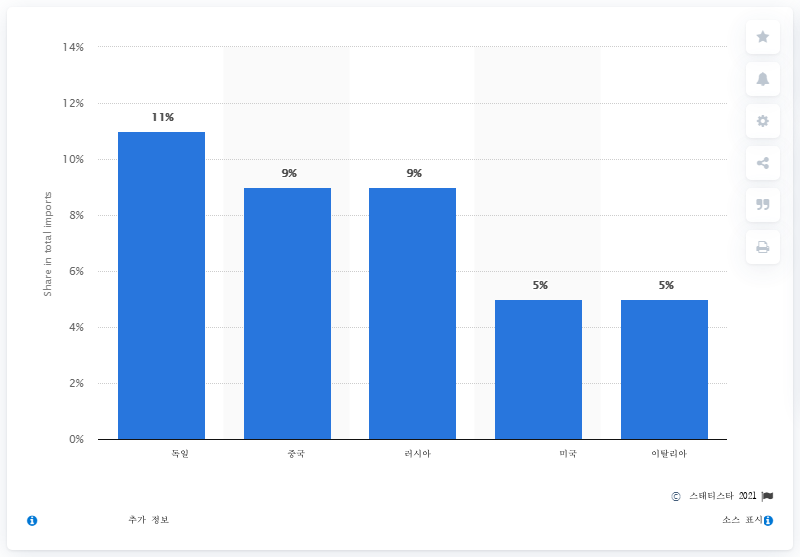 14%
12%
10%
8%
6%
4%
2%
0%
Share in total imports
11%
9%
9%
5%
5%
독일
중국
러시아
미국
이탈리아
© 스태티스타 2021
추가 정보
소스 표시